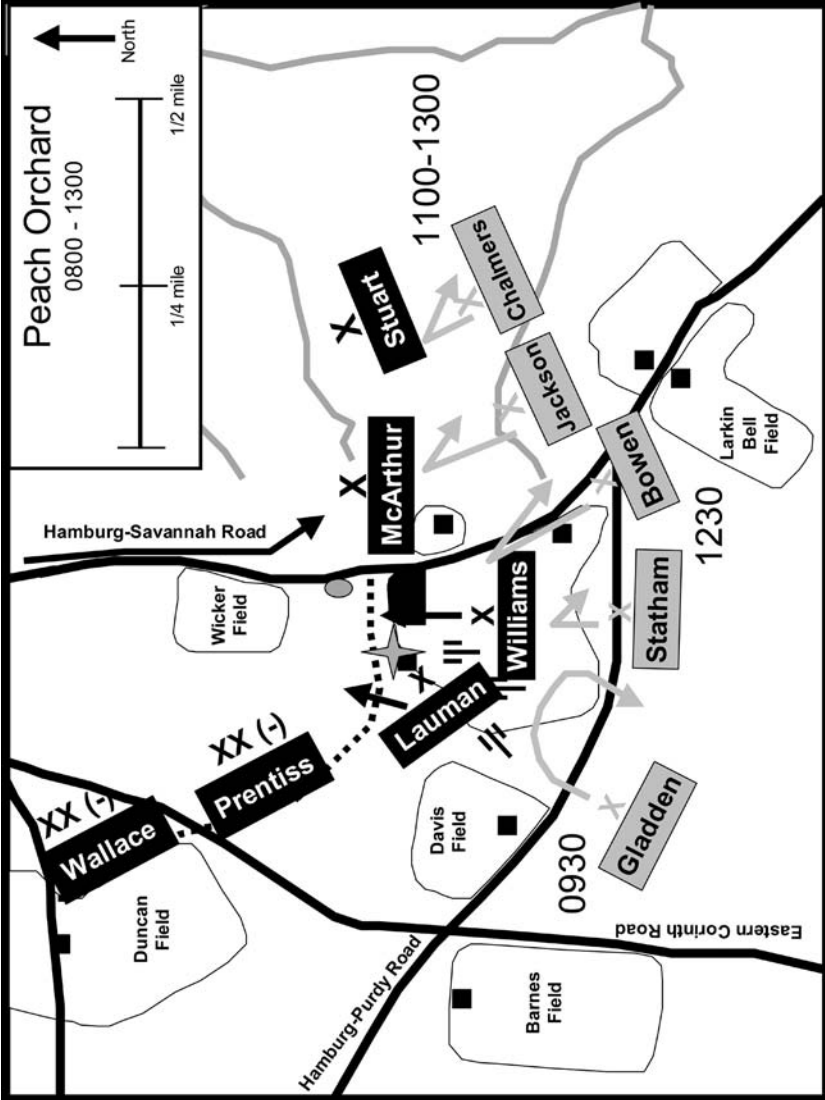 Peach Orchard
0800 - 1300
1/4 mile
1/2 mile
North
1100-1300
X
Stuart
X
Chalmers
X
McArthur
X
Jackson
Hamburg-Savannah Road
Wicker
Field
X
Williams
X
Bowen
1230
Larkin
Bell
Field
X
Statham
X
Lauman
XX (-)
Prentiss
XX (-)
Wallace
Duncan
Field
Davis
Field
X
Gladden
0930
Hamburg-Purdy Road
Eastern Corinth Road
Barnes
Field